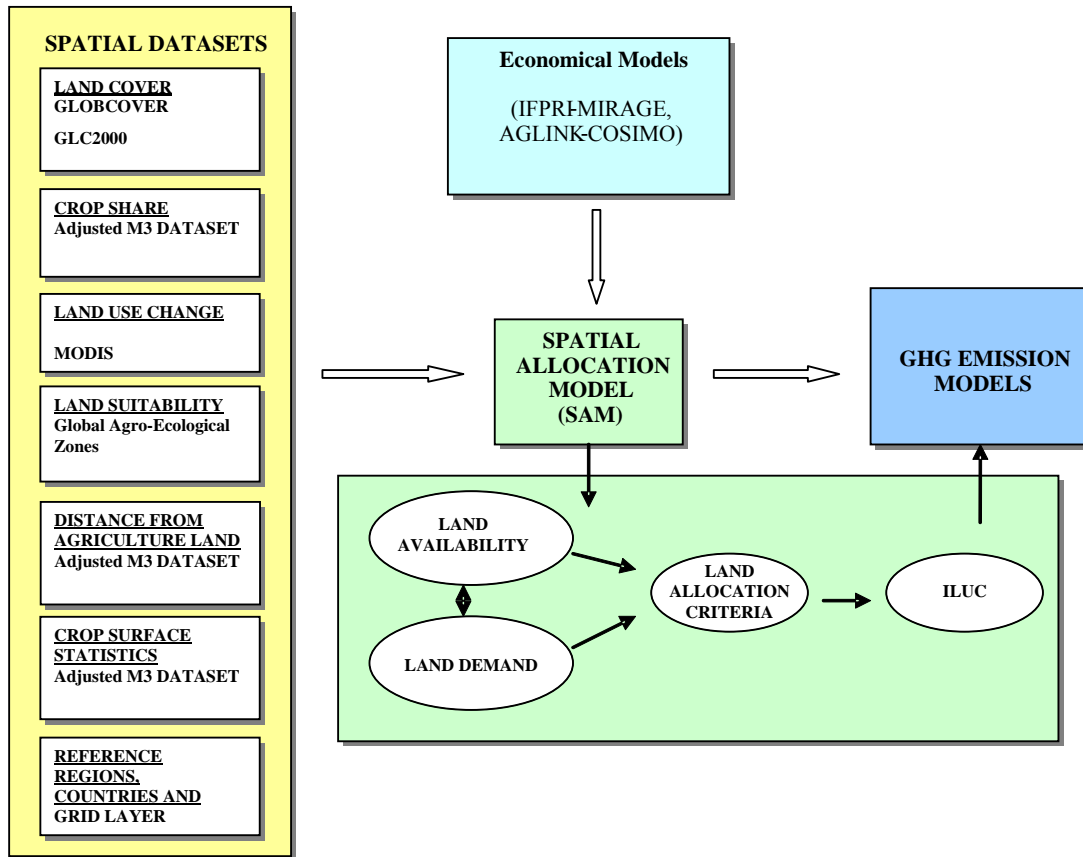 SPATIAL DATASETS
LAND COVER
GLOBCOVER
GLC2000
CROP SHARE
Adjusted M3 DATASET
LAND USE CHANGE
MODIS
LAND SUITABILITY
Global Agro-Ecological
Zones
DISTANCE FROM
AGRICULTURE LAND
Adjusted M3 DATASET
CROP SURFACE
STATISTICS
Adjusted M3 DATASET
REFERENCE
REGIONS,
COUNTRIES AND
GRID LAYER
Economical Models
(IFPRI-MIRAGE,
AGLINK-COSIMO)
SPATIAL
ALLOCATION
MODEL
(SAM)
GHG EMISSION
MODELS
LAND
AVAILABILITY
LAND DEMAND
LAND
ALLOCATION
CRITERIA
ILUC